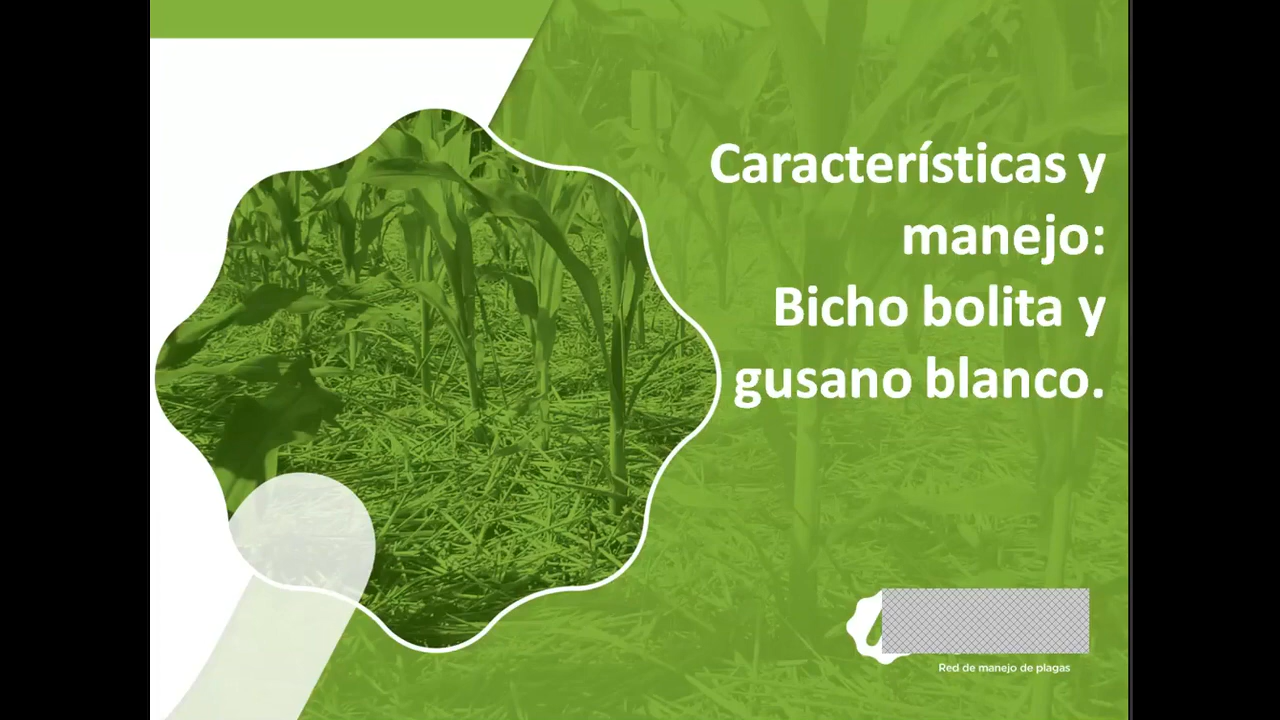 Características y
manejo:
Bicho bolita y
gusano blanco.
Red de manejo de plagas